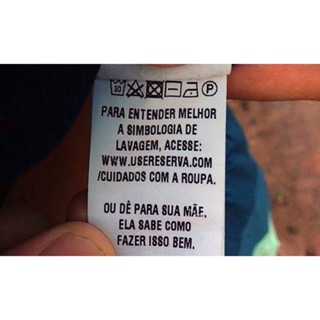 30 P
PARA ENTENDER MELHOR
A SIMBOLOGIA DE
LAVAGEM, ACESSE:
WWW.USERESERVA.COM
/CUIDADOS COM A ROUPA.
OU DÊ PARA SUA MÃE,
ELA SABE COMO
FAZER ISSO BEM.